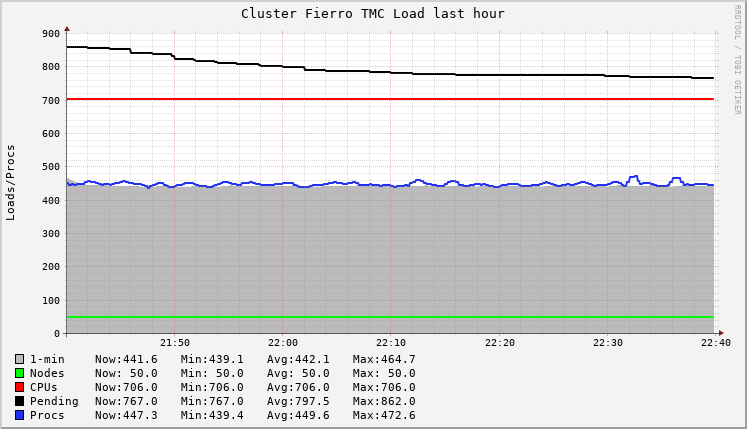 Cluster Fierro TMC Load last hour
RRDTOOL / TOBI OETIKER
Loads/Procs
900
800
700
600
500
400
300
200
100
0
21:50 22:00 22:10 22:20 22:30 22:40
1-min Now:441.6 Min:439.1 Avg:442.1 Max:464.7
Nodes Now: 50.0 Min: 50.0 Avg: 50.0 Max: 50.0
CPUs Now:706.0 Min:706.0 Avg:706.0 Max:706.0
Pending Now:767.0 Min:767.0 Avg:797.5 Max:862.0
Procs Now:447.3 Min:439.4 Avg:449.6 Max:472.6